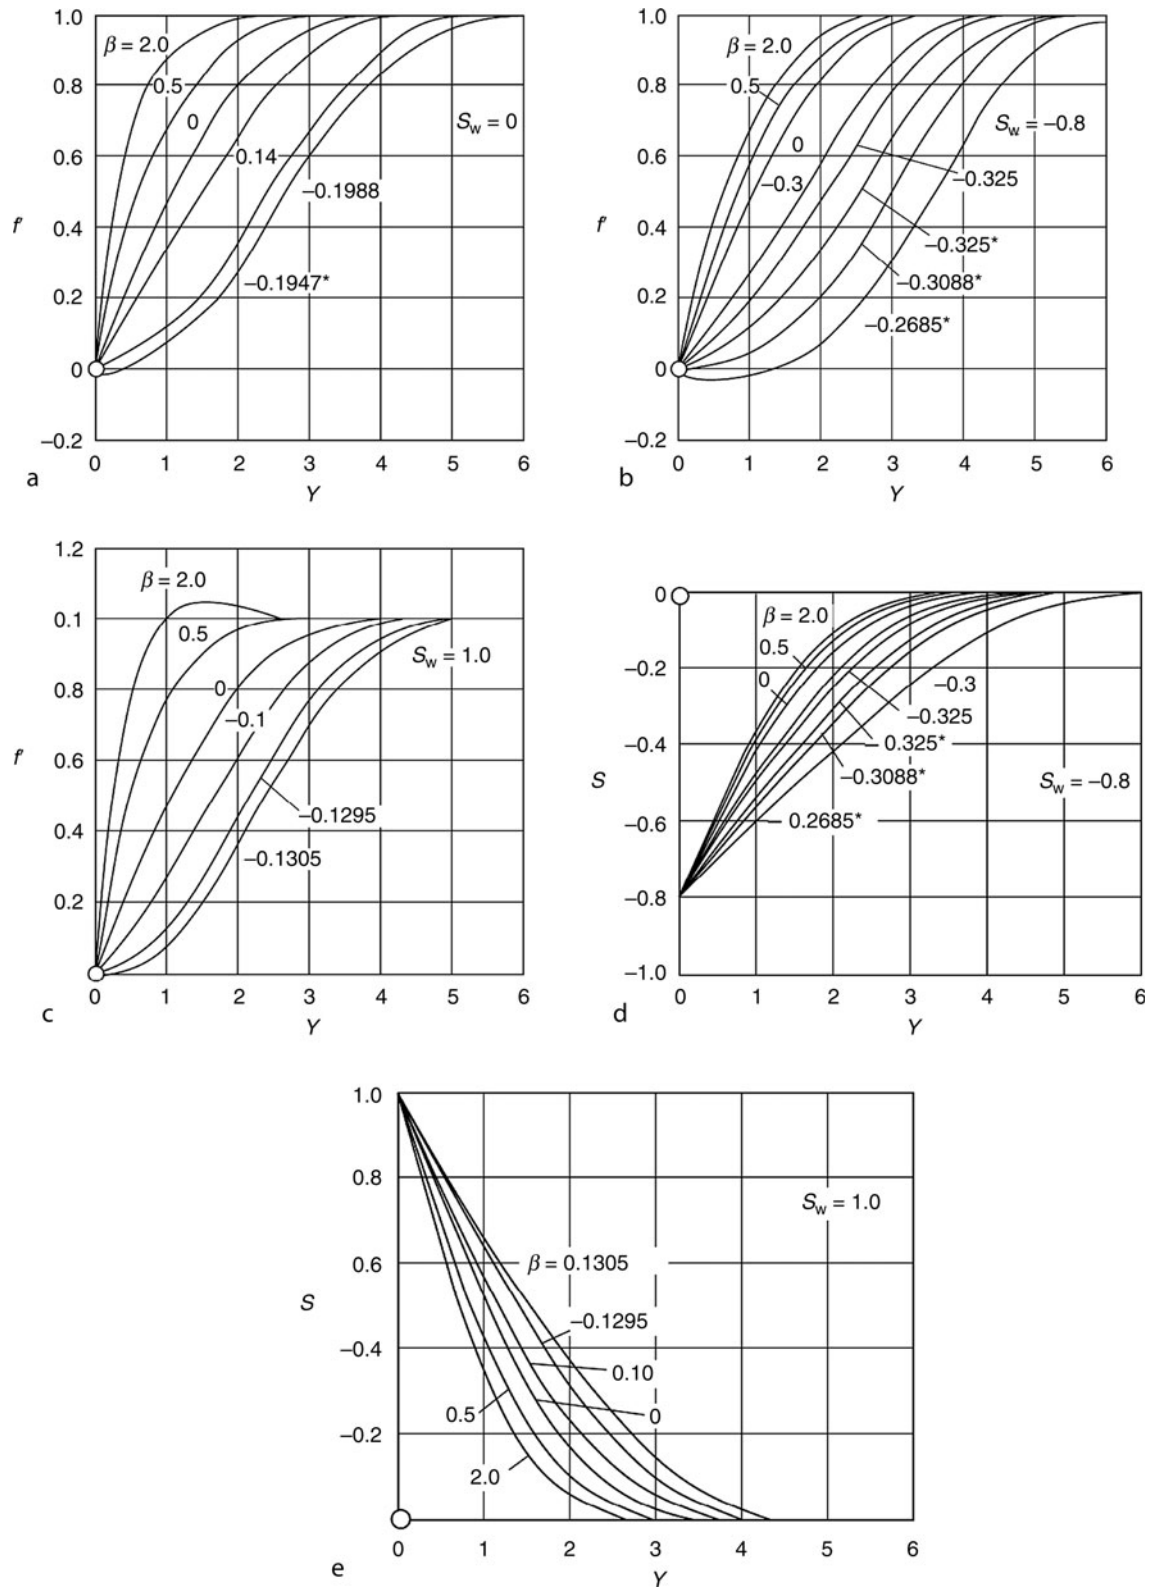 1.0
β = 2.0
0.8
0.5
0
S_w = 0
0.6
0.14
−0.1988
f′
0.4
−0.1947*
0.2
0
−0.2
0 1 2 3 4 5 6
a
Y
1.0
β = 2.0
0.8
0.5
S_w = −0.8
0
0.6
−0.3
−0.325
f′
0.4
−0.325*
−0.3088*
0.2
−0.2685*
0
−0.2
0 1 2 3 4 5 6
b
Y
1.2
β = 2.0
0.1
0.5
S_w = 1.0
0.8
0
−0.1
f′
0.6
−0.1295
0.4
−0.1305
0.2
0
0 1 2 3 4 5 6
c
Y
0
β = 2.0
0.5
−0.2
0
−0.3
−0.325
−0.4
− 0.325*
−0.3088*
S
S_w = −0.8
−0.6
− 0.2685*
−0.8
−1.0
0 1 2 3 4 5 6
d
Y
1.0
0.8
S_w = 1.0
0.6
β = 0.1305
S
−0.1295
−0.4
0.10
0.5
0
−0.2
2.0
0 1 2 3 4 5 6
e
Y